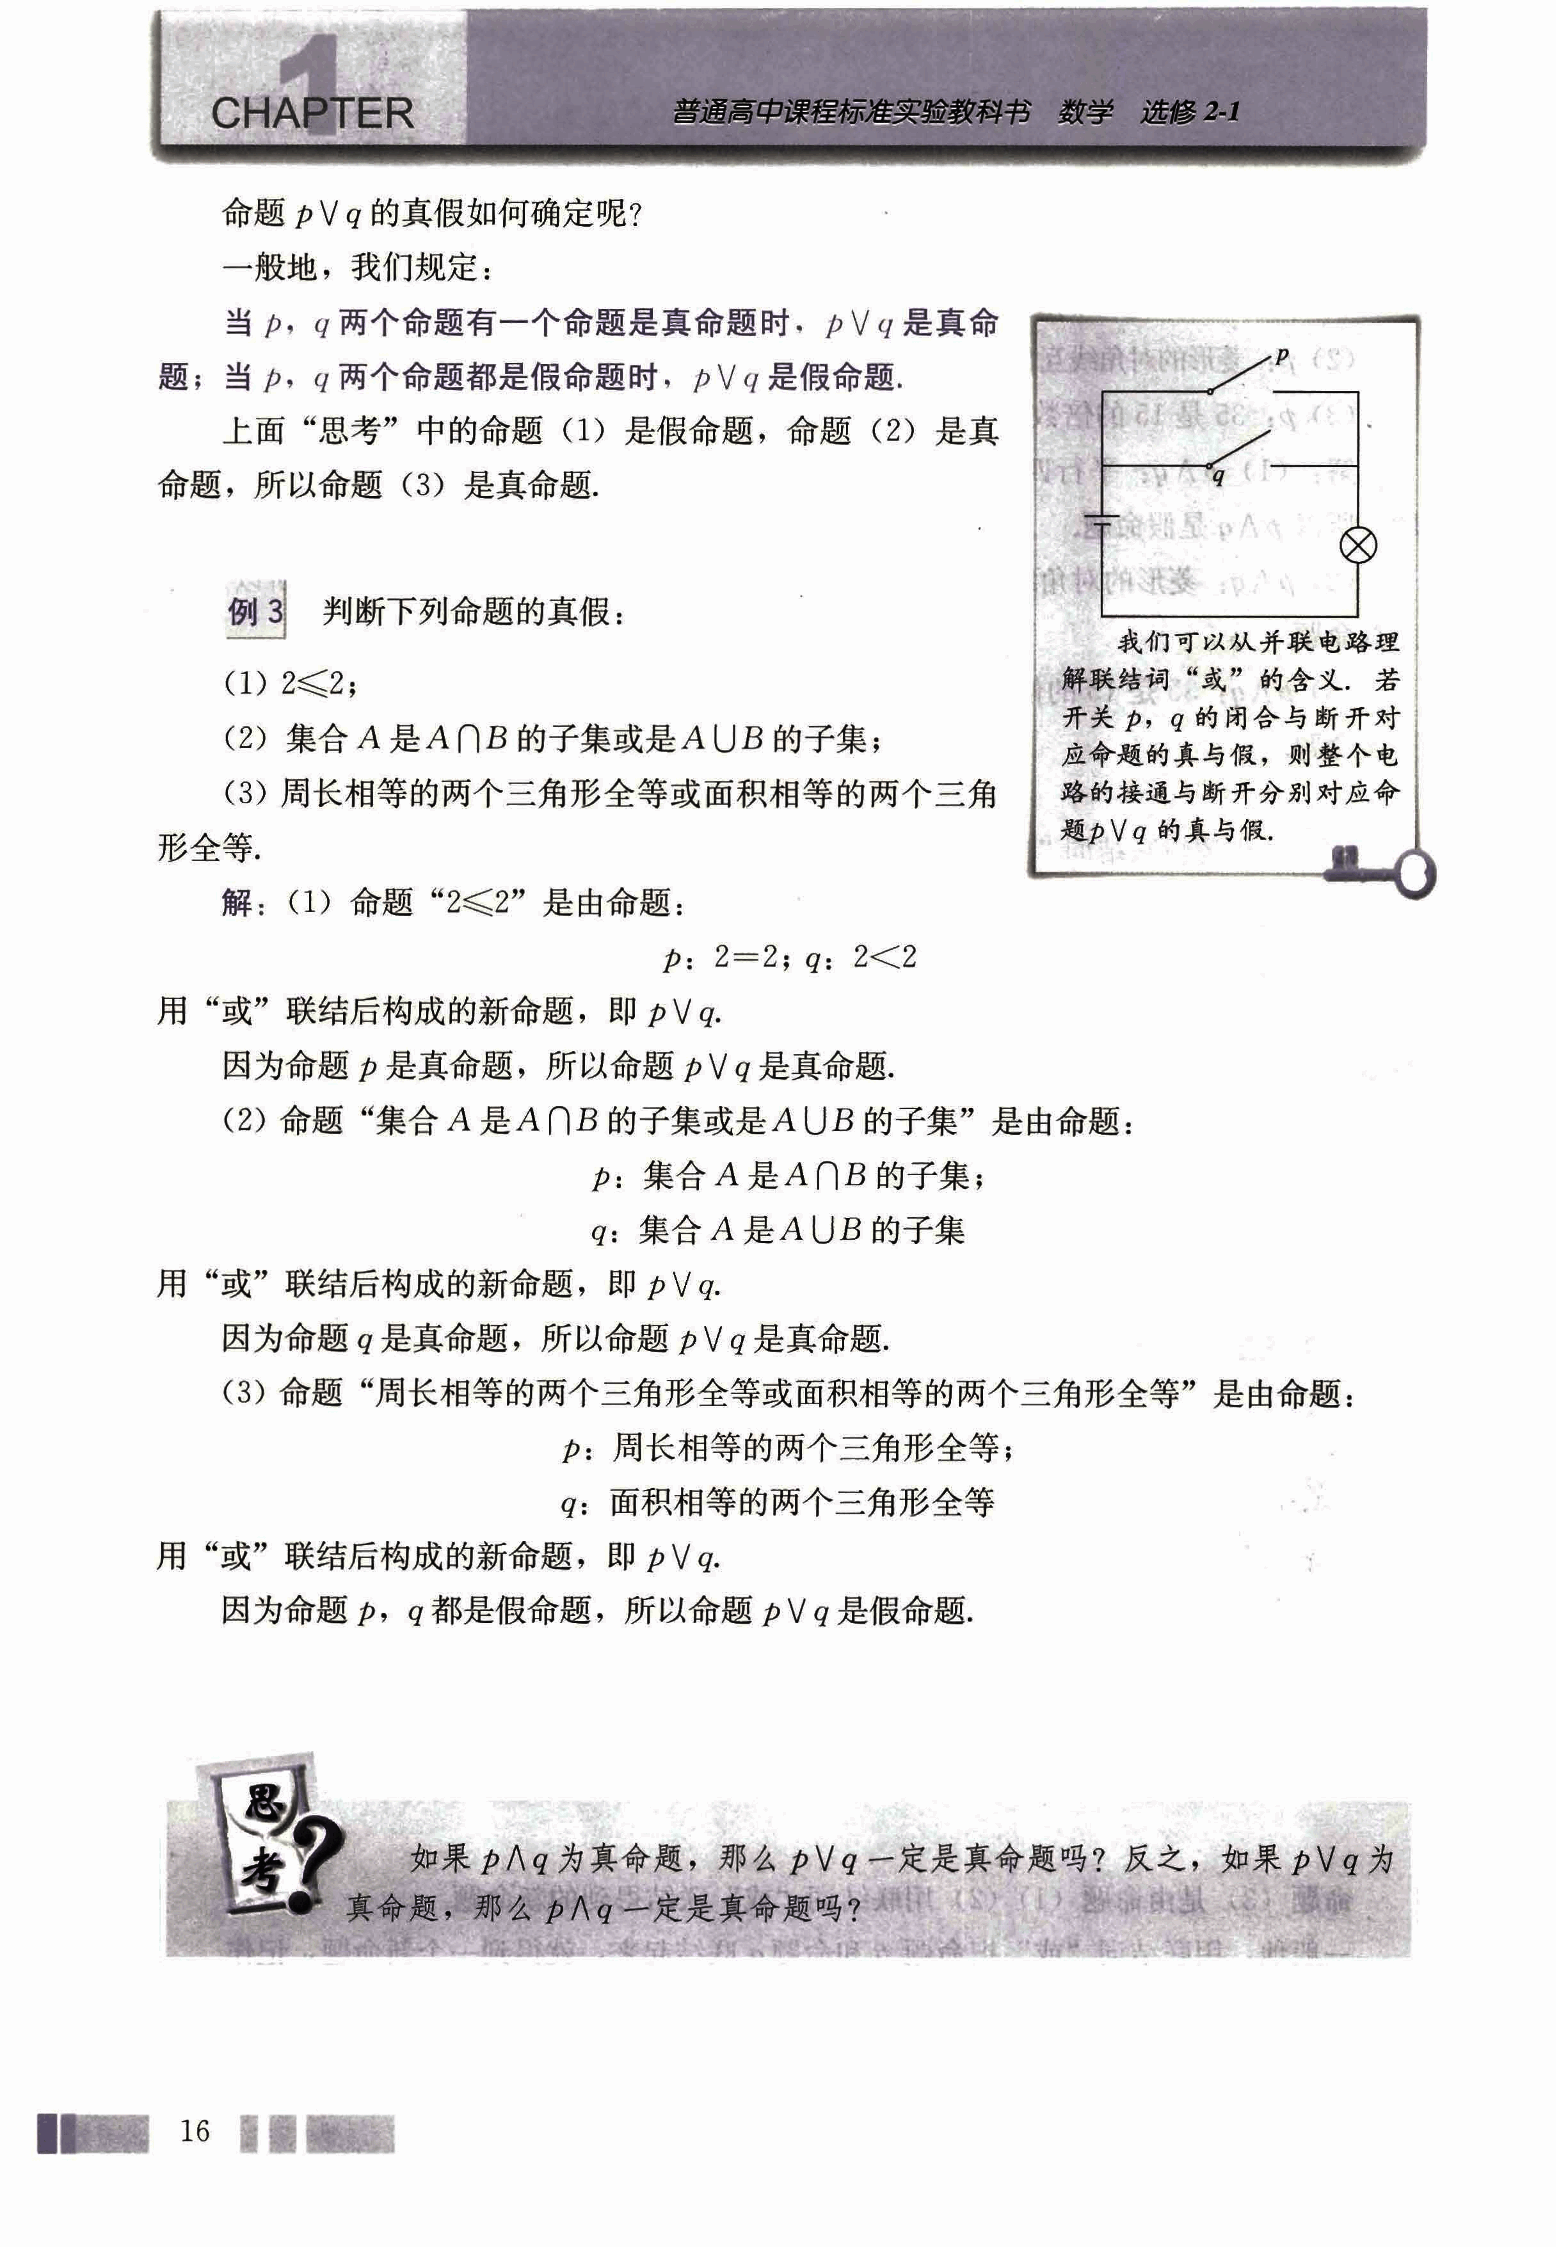 1
CHAPTER
普通高中课程标准实验教科书 数学 选修 2-1
命题 p∨q 的真假如何确定呢?
一般地，我们规定：
当 p，q 两个命题有一个命题是真命题时，p∨q 是真命
题；当 p，q 两个命题都是假命题时，p∨q 是假命题.
上面“思考”中的命题（1）是假命题，命题（2）是真
命题，所以命题（3）是真命题.
p
q
我们可以从并联电路理
解联结词“或”的含义. 若
开关 p，q 的闭合与断开对
应命题的真与假，则整个电
路的接通与断开分别对应命
题p∨q 的真与假.
例 3 判断下列命题的真假：
（1）2≤2；
（2）集合 A 是A∩B 的子集或是A∪B 的子集；
（3）周长相等的两个三角形全等或面积相等的两个三角
形全等.
解：（1）命题“2≤2”是由命题：
p：2=2；q：2<2
用“或”联结后构成的新命题，即 p∨q.
因为命题 p 是真命题，所以命题 p∨q 是真命题.
（2）命题“集合 A 是A∩B 的子集或是A∪B 的子集”是由命题：
p：集合 A 是A∩B 的子集；
q：集合 A 是A∪B 的子集
用“或”联结后构成的新命题，即 p∨q.
因为命题 q 是真命题，所以命题 p∨q 是真命题.
（3）命题“周长相等的两个三角形全等或面积相等的两个三角形全等”是由命题：
p：周长相等的两个三角形全等；
q：面积相等的两个三角形全等
用“或”联结后构成的新命题，即 p∨q.
因为命题 p，q 都是假命题，所以命题 p∨q 是假命题.
思考?
如果 p∧q 为真命题，那么 p∨q 一定是真命题吗？反之，如果 p∨q 为
真命题，那么 p∧q 一定是真命题吗？
16